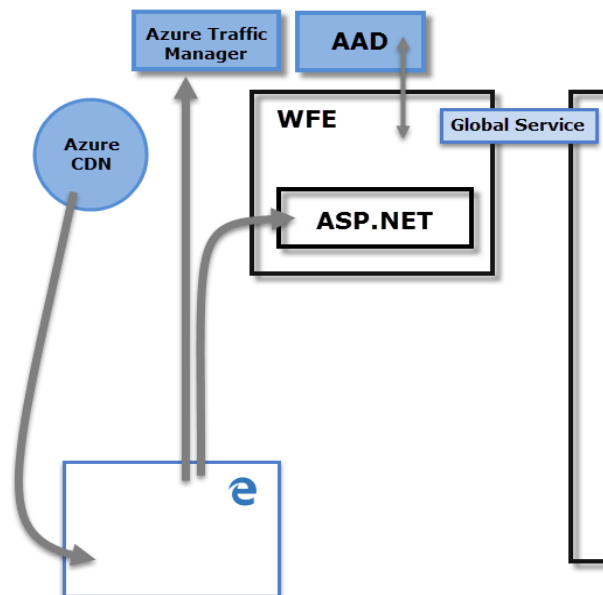 Azure Traffic
Manager
AAD
WFE
Global Service
Azure
CDN
ASP.NET